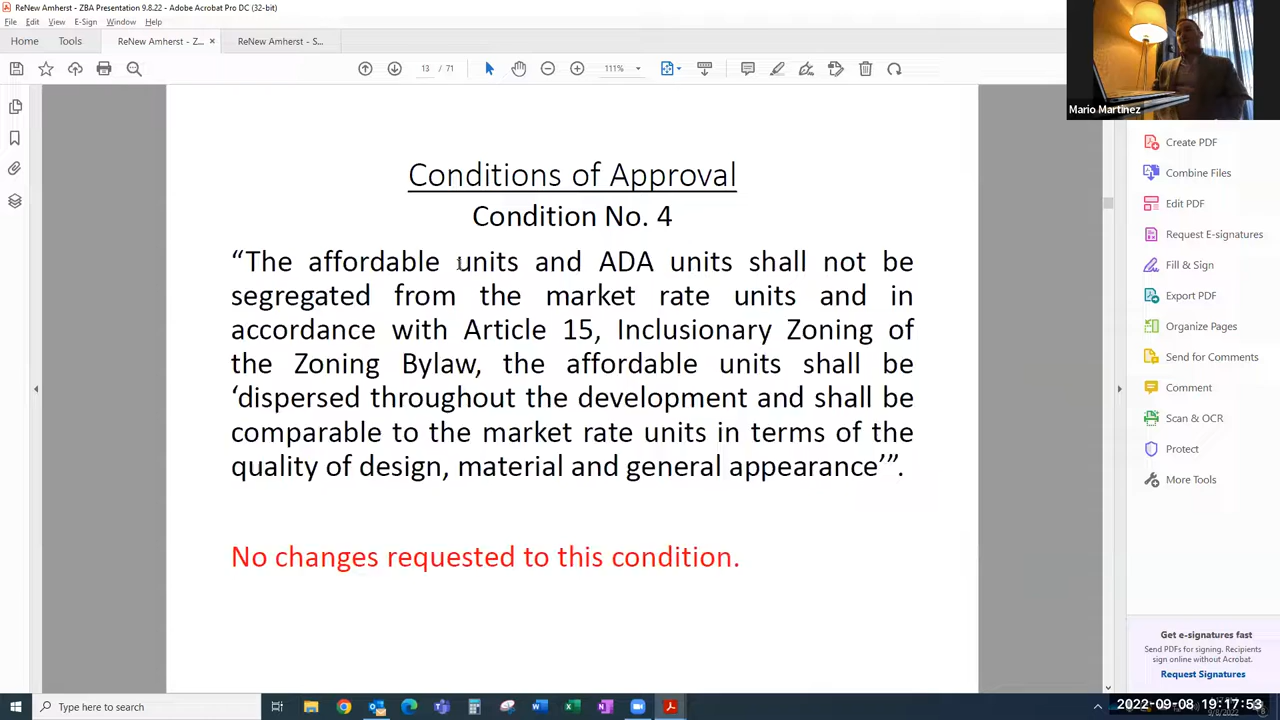 ReNew Amherst - ZBA Presentation 9.8.22 - Adobe Acrobat Pro DC (32-bit)
File Edit View E-Sign Window Help
Home Tools ReNew Amherst - Z... × ReNew Amherst - S...
13 / 71 111%
Mario Martinez
Conditions of Approval
Condition No. 4
“The affordable units and ADA units shall not be
segregated from the market rate units and in
accordance with Article 15, Inclusionary Zoning of
the Zoning Bylaw, the affordable units shall be
‘dispersed throughout the development and shall be
comparable to the market rate units in terms of the
quality of design, material and general appearance’”.
No changes requested to this condition.
Create PDF
Combine Files
Edit PDF
Request E-signatures
Fill & Sign
Export PDF
Organize Pages
Send for Comments
Comment
Scan & OCR
Protect
More Tools
Get e-signatures fast
Send PDFs for signing. Recipients
sign online without Acrobat.
Request Signatures
Type here to search
2022-09-08 19:17:53